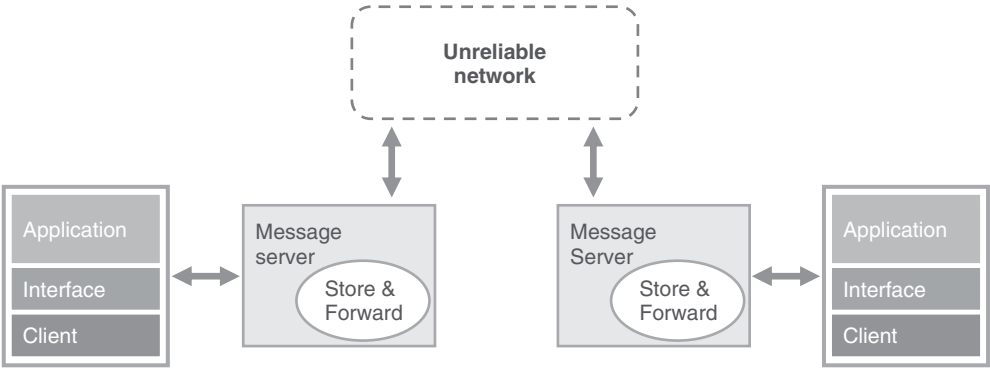 Unreliable
network
Application
Interface
Client
Message
server
Store &
Forward
Message
Server
Store &
Forward
Application
Interface
Client